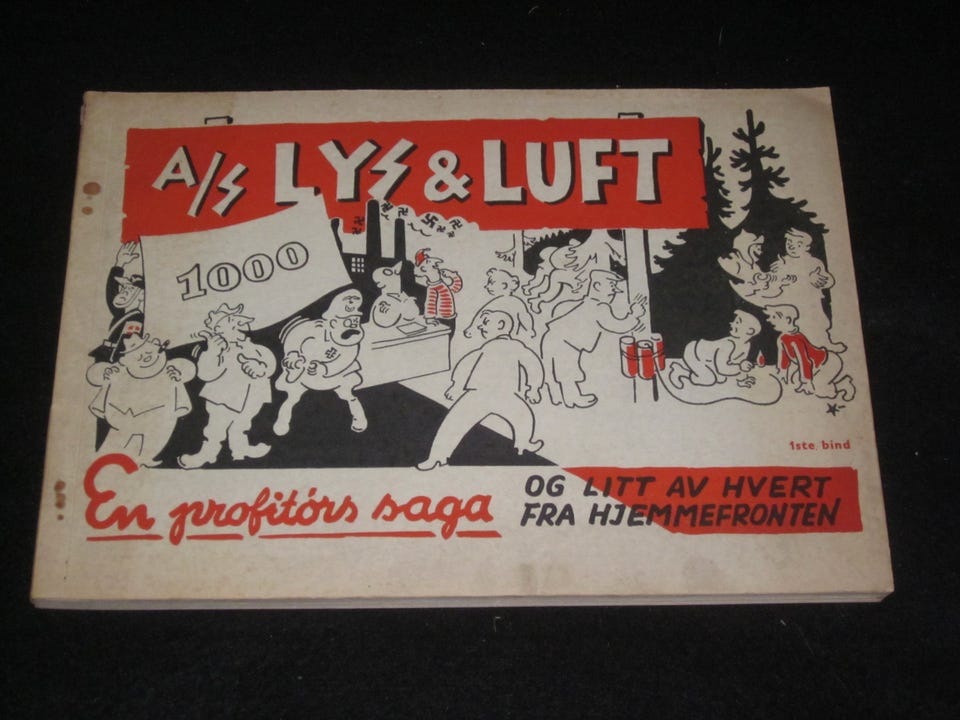 A/S LYS & LUFT
1000
1ste. bind
En profitørs saga
OG LITT AV HVERT
FRA HJEMMEFRONTEN